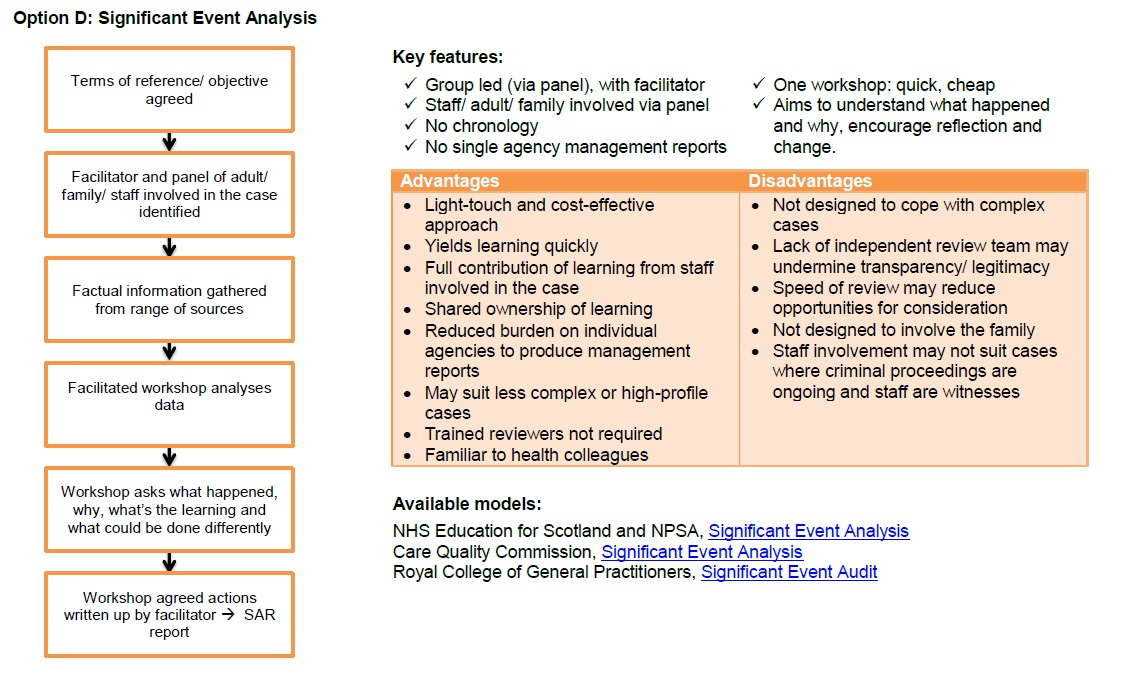 Option D: Significant Event Analysis
Terms of reference/ objective
agreed
Facilitator and panel of adult/
family/ staff involved in the case
identified
Factual information gathered
from range of sources
Facilitated workshop analyses
data
Workshop asks what happened,
why, what's the learning and
what could be done differently
Workshop agreed actions
written up by facilitator → SAR
report
Key features:
✓ Group led (via panel), with facilitator
✓ Staff/ adult/ family involved via panel
✓ No chronology
✓ No single agency management reports
✓ One workshop: quick, cheap
✓ Aims to understand what happened
and why, encourage reflection and
change.
Advantages
• Light-touch and cost-effective
approach
• Yields learning quickly
• Full contribution of learning from staff
involved in the case
• Shared ownership of learning
• Reduced burden on individual
agencies to produce management
reports
• May suit less complex or high-profile
cases
• Trained reviewers not required
• Familiar to health colleagues
Disadvantages
• Not designed to cope with complex
cases
• Lack of independent review team may
undermine transparency/ legitimacy
• Speed of review may reduce
opportunities for consideration
• Not designed to involve the family
• Staff involvement may not suit cases
where criminal proceedings are
ongoing and staff are witnesses
Available models:
NHS Education for Scotland and NPSA, Significant Event Analysis
Care Quality Commission, Significant Event Analysis
Royal College of General Practitioners, Significant Event Audit